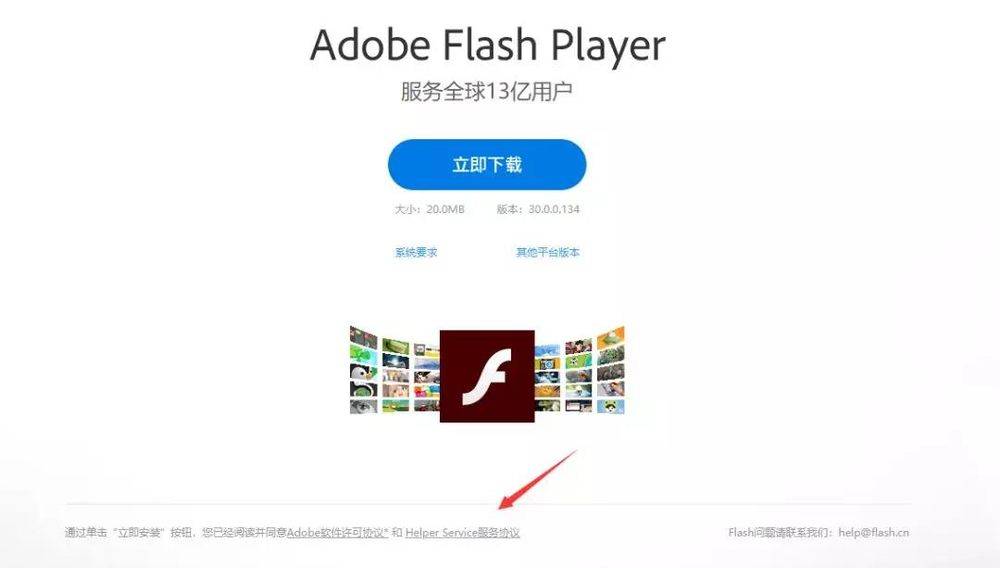 Adobe Flash Player
服务全球13亿用户
立即下载
大小：20.0MB 版本：30.0.0.134
系统要求 其他平台版本
通过单击“立即安装”按钮，您已经阅读并同意Adobe软件许可协议* 和 Helper Service服务协议 Flash问题请联系我们：help@flash.cn